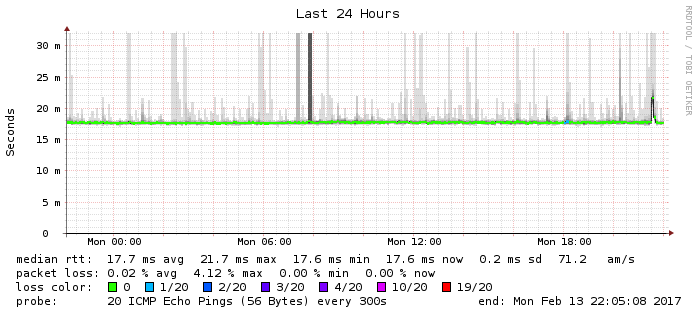 Last 24 Hours
RRDTOOL / TOBI OETIKER
Seconds
30 m
25 m
20 m
15 m
10 m
5 m
0
Mon 00:00 Mon 06:00 Mon 12:00 Mon 18:00
median rtt: 17.7 ms avg 21.7 ms max 17.6 ms min 17.6 ms now 0.2 ms sd 71.2 am/s
packet loss: 0.02 % avg 4.12 % max 0.00 % min 0.00 % now
loss color: 0 1/20 2/20 3/20 4/20 10/20 19/20
probe: 20 ICMP Echo Pings (56 Bytes) every 300s end: Mon Feb 13 22:05:08 2017